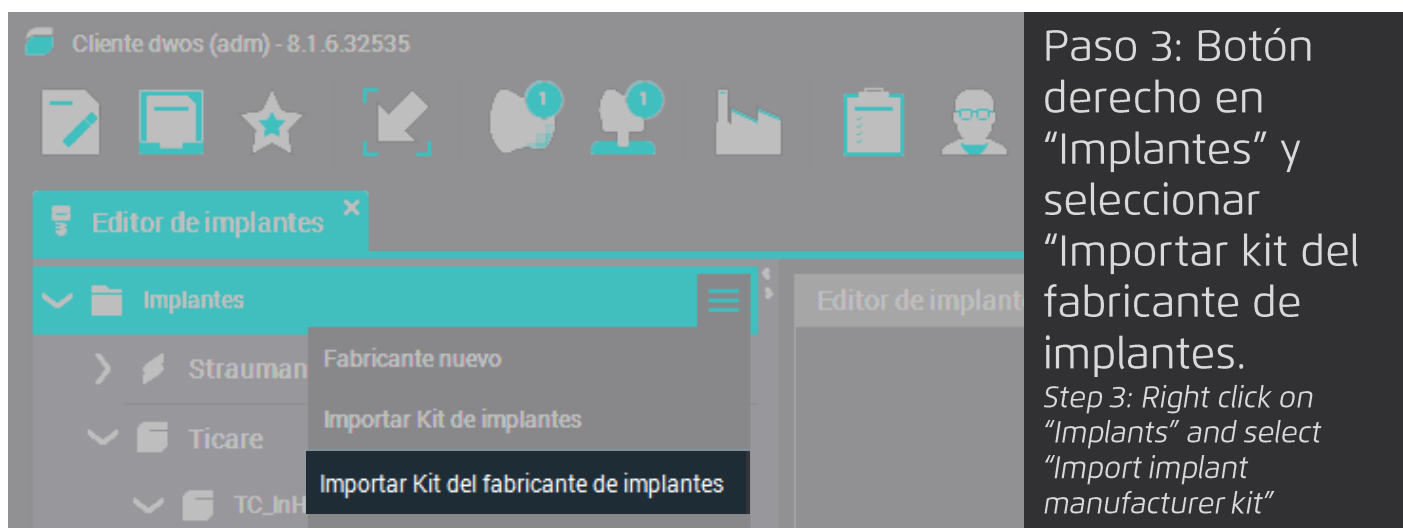 Cliente dwos (adm) - 8.1.6.32535
1
1
Editor de implantes
Implantes
Editor de implant
Strauman
Fabricante nuevo
Importar Kit de implantes
Ticare
Importar Kit del fabricante de implantes
TC_InH
Paso 3: Botón
derecho en
“Implantes” y
seleccionar
“Importar kit del
fabricante de
implantes.
Step 3: Right click on
“Implants” and select
“Import implant
manufacturer kit”